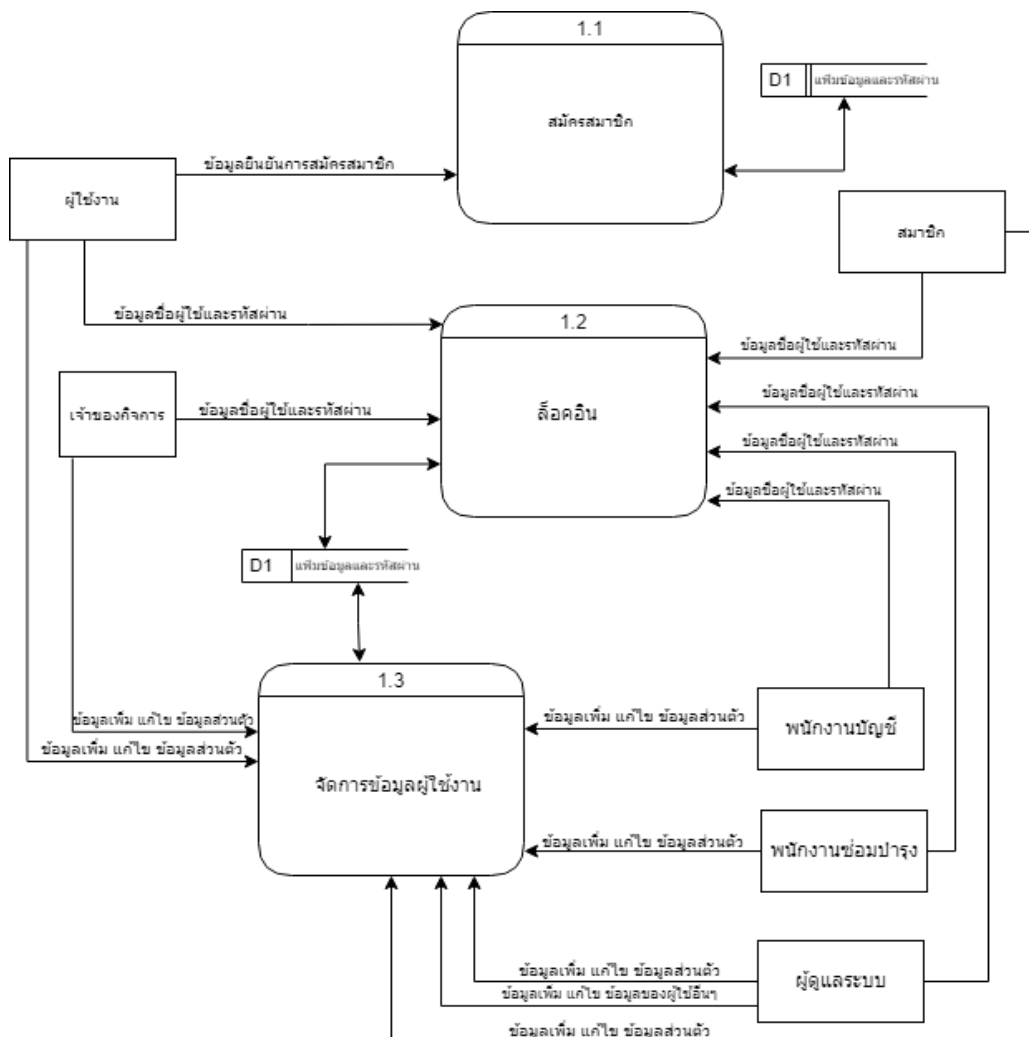 1.1
สมัครสมาชิก
D1
แฟ้มข้อมูลและรหัสผ่าน
ข้อมูลยืนยันการสมัครสมาชิก
ผู้ใช้งาน
สมาชิก
ข้อมูลชื่อผู้ใช้และรหัสผ่าน
1.2
ล็อคอิน
ข้อมูลชื่อผู้ใช้และรหัสผ่าน
ข้อมูลชื่อผู้ใช้และรหัสผ่าน
เจ้าของกิจการ
ข้อมูลชื่อผู้ใช้และรหัสผ่าน
ข้อมูลชื่อผู้ใช้และรหัสผ่าน
ข้อมูลชื่อผู้ใช้และรหัสผ่าน
D1
แฟ้มข้อมูลและรหัสผ่าน
1.3
จัดการข้อมูลผู้ใช้งาน
ข้อมูลเพิ่ม แก้ไข ข้อมูลส่วนตัว
ข้อมูลเพิ่ม แก้ไข ข้อมูลส่วนตัว
ข้อมูลเพิ่ม แก้ไข ข้อมูลส่วนตัว
พนักงานบัญชี
ข้อมูลเพิ่ม แก้ไข ข้อมูลส่วนตัว
พนักงานซ่อมบำรุง
ข้อมูลเพิ่ม แก้ไข ข้อมูลส่วนตัว
ข้อมูลเพิ่ม แก้ไข ข้อมูลของผู้ใช้อื่นๆ
ผู้ดูแลระบบ
ข้อมูลเพิ่ม แก้ไข ข้อมูลส่วนตัว